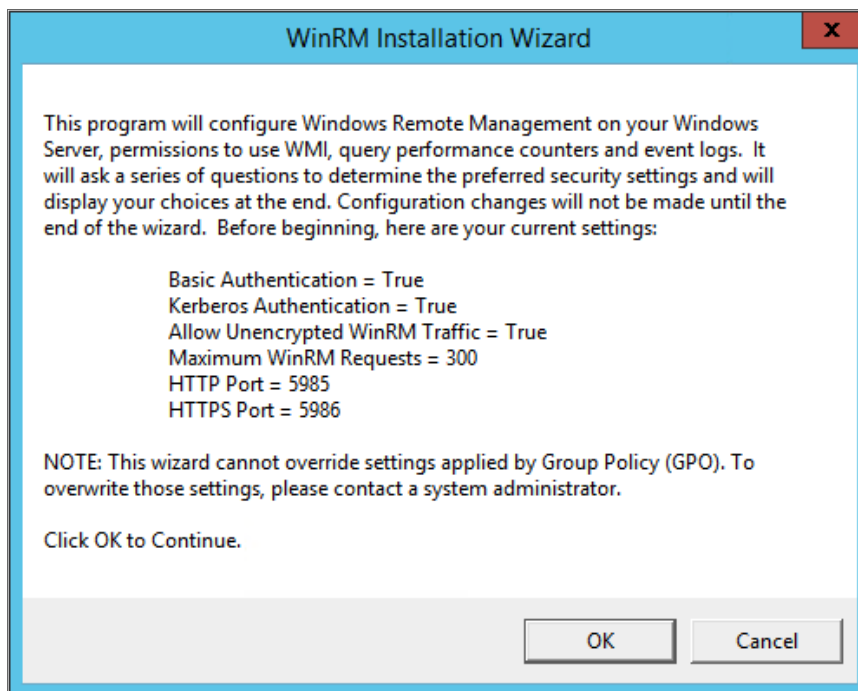 WinRM Installation Wizard
x
This program will configure Windows Remote Management on your Windows
Server, permissions to use WMI, query performance counters and event logs.  It
will ask a series of questions to determine the preferred security settings and will
display your choices at the end. Configuration changes will not be made until the
end of the wizard.  Before beginning, here are your current settings:
Basic Authentication = True
Kerberos Authentication = True
Allow Unencrypted WinRM Traffic = True
Maximum WinRM Requests = 300
HTTP Port = 5985
HTTPS Port = 5986
NOTE: This wizard cannot override settings applied by Group Policy (GPO). To
overwrite those settings, please contact a system administrator.
Click OK to Continue.
OK
Cancel